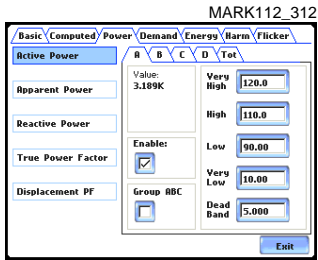 MARK112_312
Basic Computed Power Demand Energy Harm Flicker
Active Power
A B C D Tot
Value:
3.189K
Very High 120.0
Apparent Power
High 110.0
Reactive Power
Enable:
Low 90.00
True Power Factor
Very Low 10.00
Displacement PF
Group ABC
Dead Band 5.000
Exit